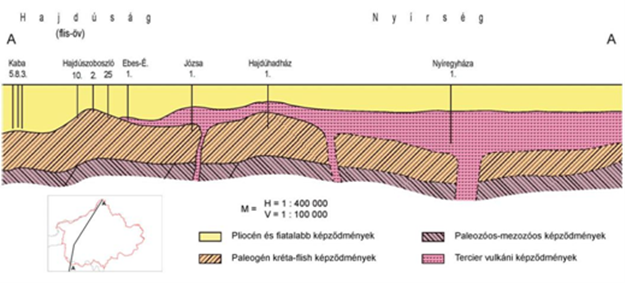 Hajdúság Nyírség
(flis-öv)
A A
Kaba Hajdúszoboszló Ebes-É. Józsa Hajdúhadház Nyíregyháza
5.8.3. 10. 2. 25 1. 1. 1. 1.
M = H = 1 : 400 000
V = 1 : 100 000
Pliocén és fiatalabb képződmények Paleozóos-mezozóos képződmények
Paleogén kréta-flish képződmények Tercier vulkáni képződmények
A
A